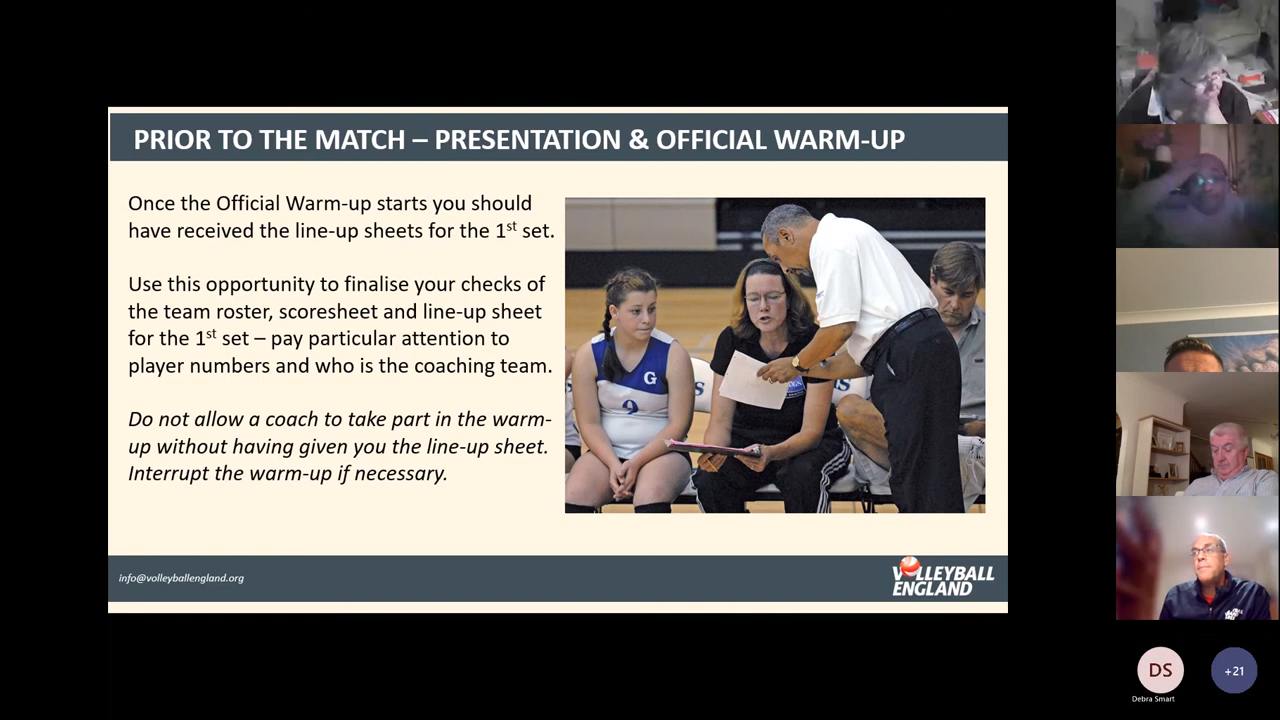 PRIOR TO THE MATCH – PRESENTATION & OFFICIAL WARM-UP
Once the Official Warm-up starts you should
have received the line-up sheets for the 1st set.
Use this opportunity to finalise your checks of
the team roster, scoresheet and line-up sheet
for the 1st set – pay particular attention to
player numbers and who is the coaching team.
Do not allow a coach to take part in the warm-
up without having given you the line-up sheet.
Interrupt the warm-up if necessary.
G
9
S
S
info@volleyballengland.org
VOLLEYBALL
ENGLAND
DS
+21
Debra Smart